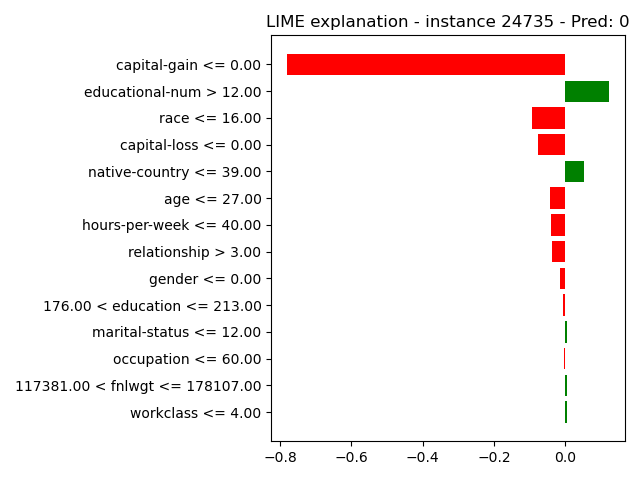 LIME explanation - instance 24735 - Pred: 0
capital-gain <= 0.00
educational-num > 12.00
race <= 16.00
capital-loss <= 0.00
native-country <= 39.00
age <= 27.00
hours-per-week <= 40.00
relationship > 3.00
gender <= 0.00
176.00 < education <= 213.00
marital-status <= 12.00
occupation <= 60.00
117381.00 < fnlwgt <= 178107.00
workclass <= 4.00
−0.8 −0.6 −0.4 −0.2 0.0